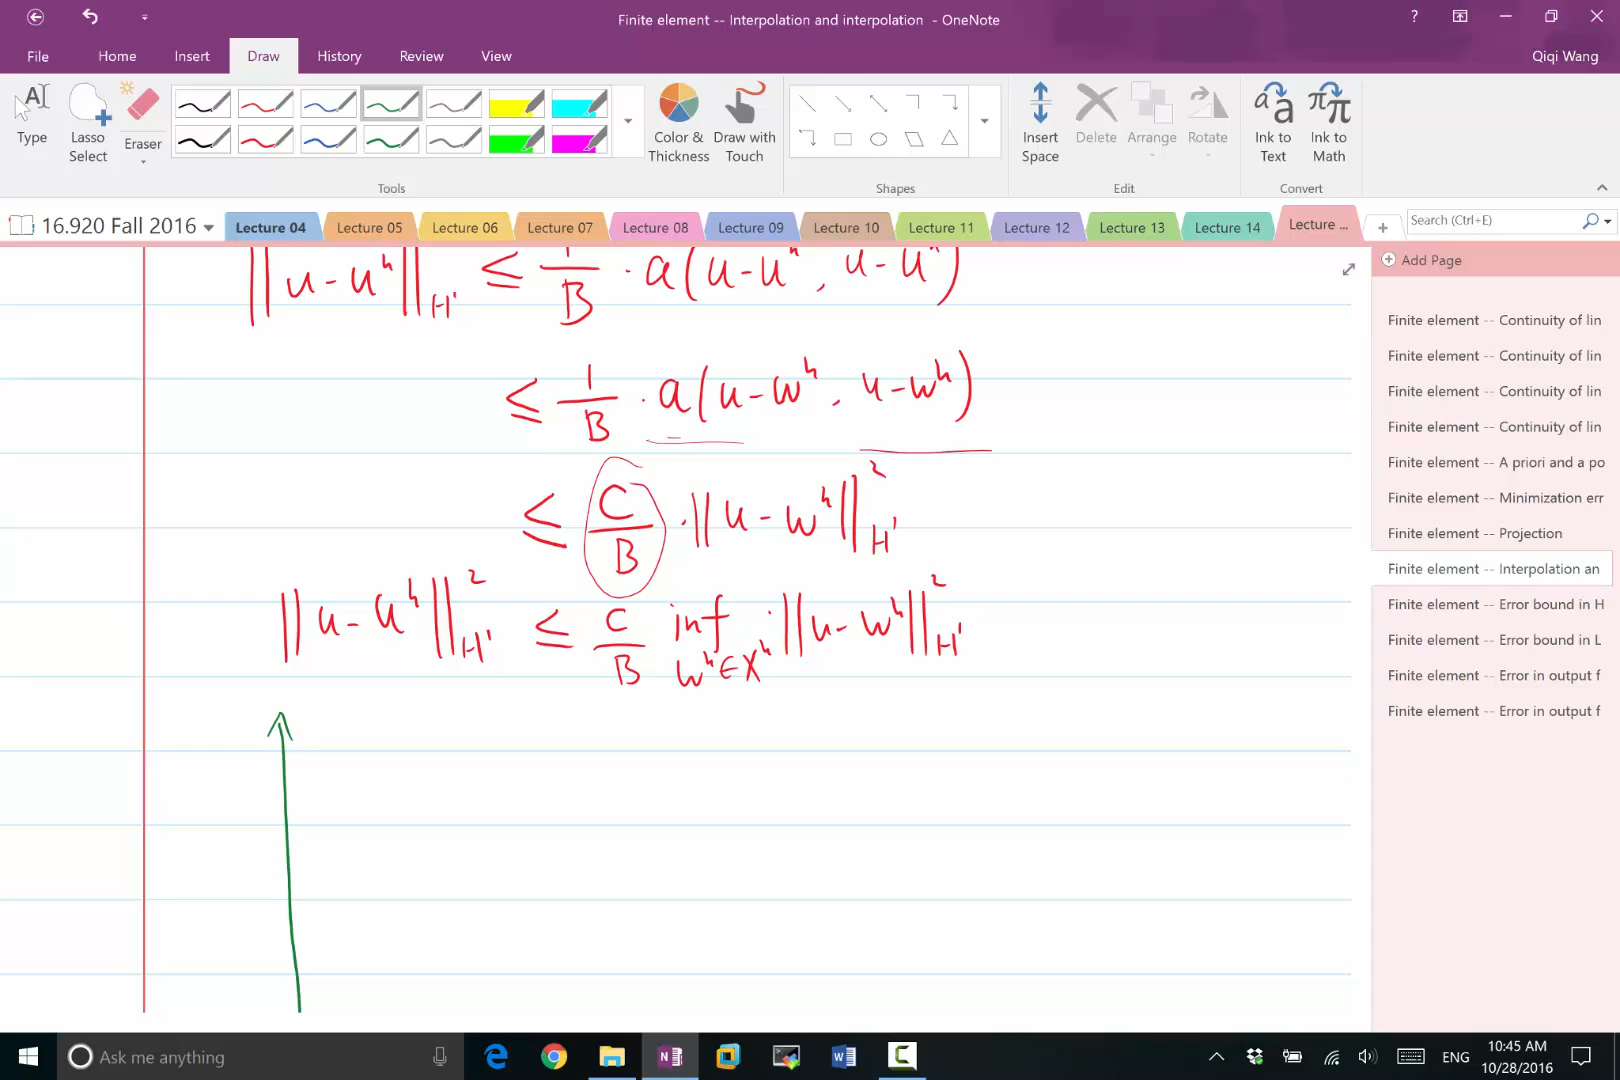 Finite element -- Interpolation and interpolation - OneNote
?
File Home Insert Draw History Review View
Qiqi Wang
Type
Lasso Select
Eraser
Color & Thickness
Draw with Touch
Insert Space
Delete
Arrange
Rotate
Ink to Text
Ink to Math
Tools
Shapes
Edit
Convert
16.920 Fall 2016
Lecture 04 Lecture 05 Lecture 06 Lecture 07 Lecture 08 Lecture 09 Lecture 10 Lecture 11 Lecture 12 Lecture 13 Lecture 14 Lecture ...
Search (Ctrl+E)
Add Page
‖u-u^h‖_{H¹} ≤ 1/B · a(u-u^h, u-u^h)
≤ 1/B · a(u-w^h, u-w^h)
≤ C/B · ‖u-w^h‖²_{H¹}
‖u-u^h‖²_{H¹} ≤ C/B inf_{w^h∈X^h} ‖u-w^h‖²_{H¹}
Finite element -- Continuity of lin
Finite element -- Continuity of lin
Finite element -- Continuity of lin
Finite element -- Continuity of lin
Finite element -- A priori and a po
Finite element -- Minimization err
Finite element -- Projection
Finite element -- Interpolation an
Finite element -- Error bound in H
Finite element -- Error bound in L
Finite element -- Error in output f
Finite element -- Error in output f
Ask me anything
ENG
10:45 AM
10/28/2016